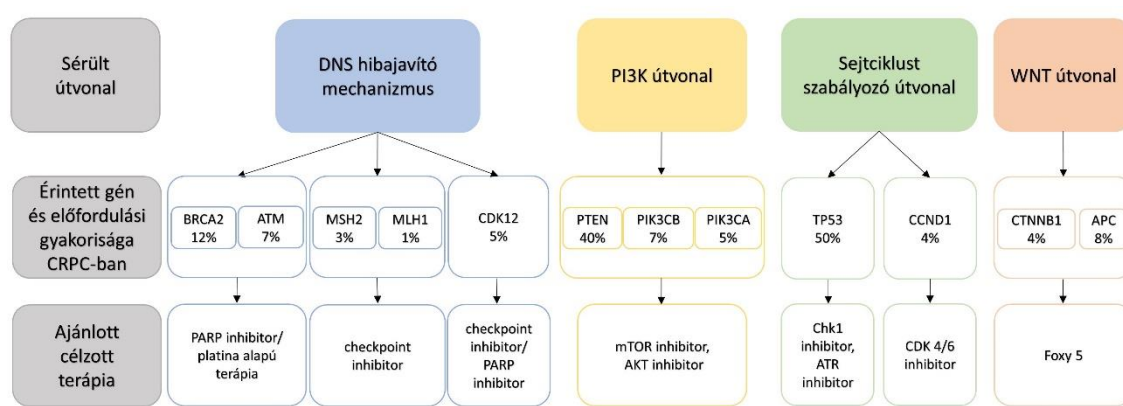 Sérült
útvonal
DNS hibajavító
mechanizmus
PI3K útvonal
Sejtciklust
szabályozó útvonal
WNT útvonal
Érintett gén
és előfordulási
gyakorisága
CRPC-ban
BRCA2
12%
ATM
7%
MSH2
3%
MLH1
1%
CDK12
5%
PTEN
40%
PIK3CB
7%
PIK3CA
5%
TP53
50%
CCND1
4%
CTNNB1
4%
APC
8%
Ajánlott
célzott
terápia
PARP inhibitor/
platina alapú
terápia
checkpoint
inhibitor
checkpoint
inhibitor/
PARP
inhibitor
mTOR inhibitor,
AKT inhibitor
Chk1
inhibitor,
ATR
inhibitor
CDK 4/6
inhibitor
Foxy 5